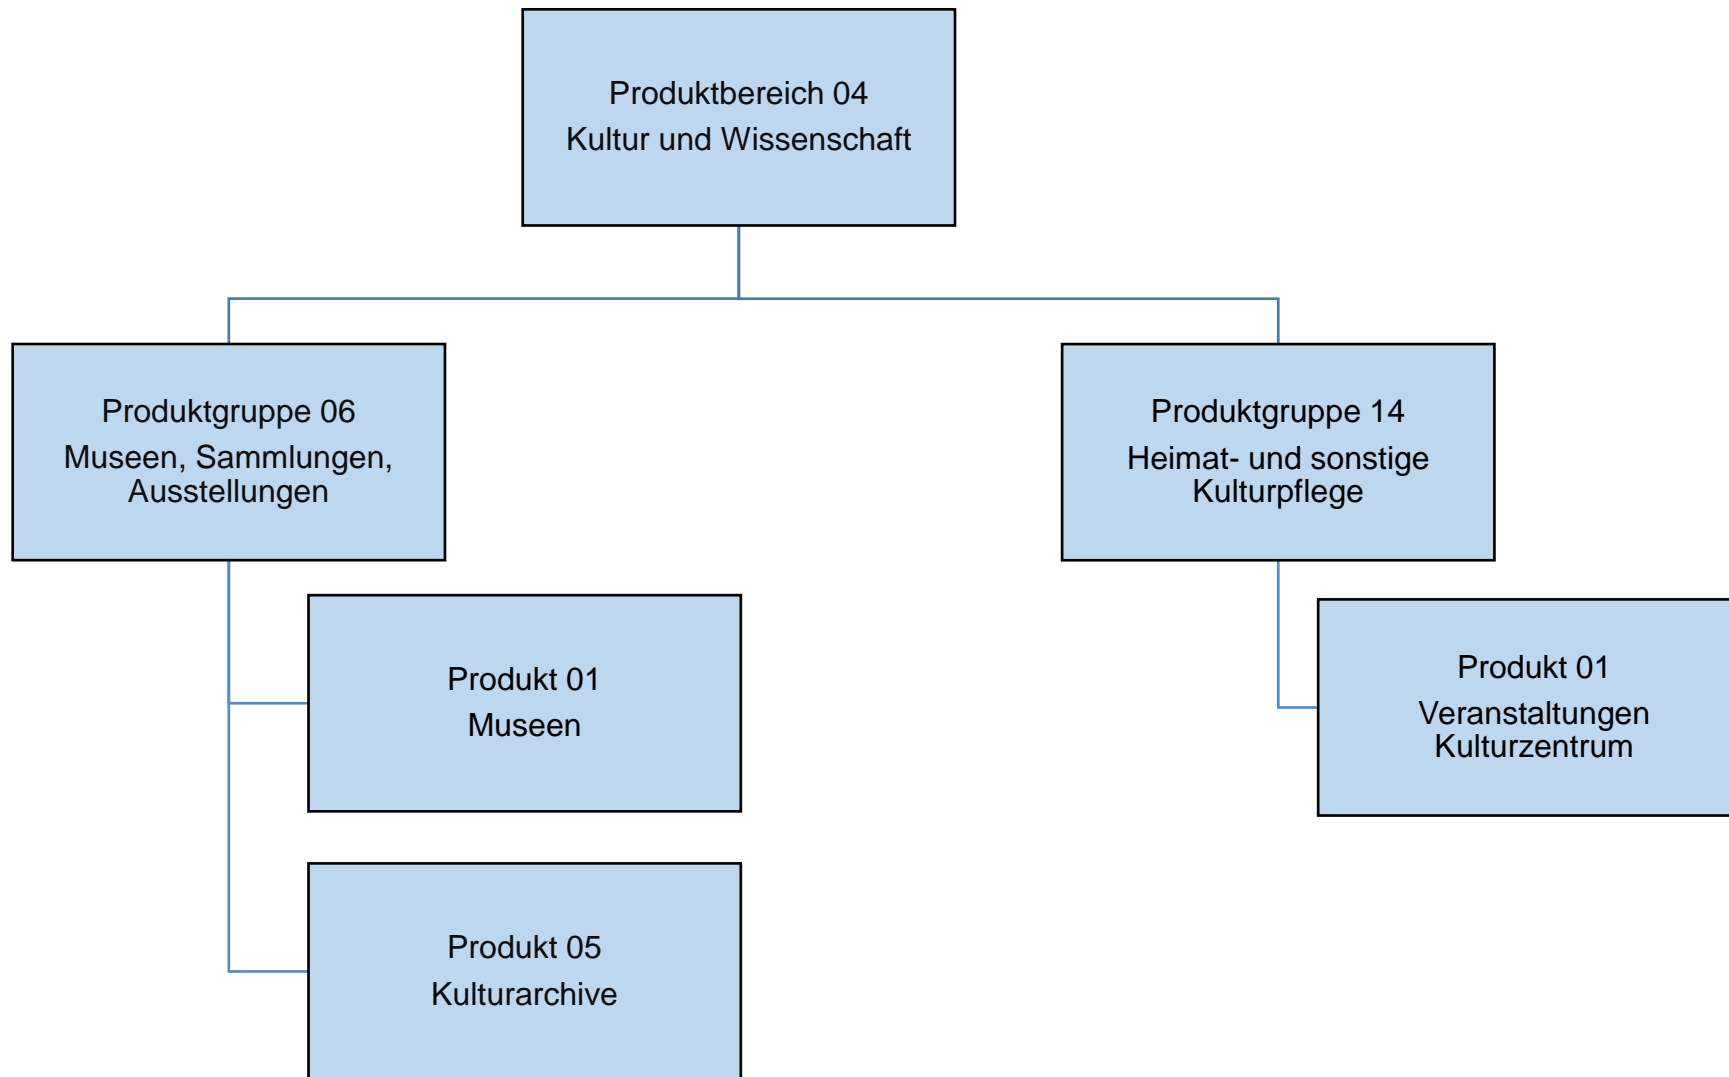 Produktbereich 04
Kultur und Wissenschaft
Produktgruppe 06
Museen, Sammlungen,
Ausstellungen
Produktgruppe 14
Heimat- und sonstige
Kulturpflege
Produkt 01
Museen
Produkt 01
Veranstaltungen
Kulturzentrum
Produkt 05
Kulturarchive